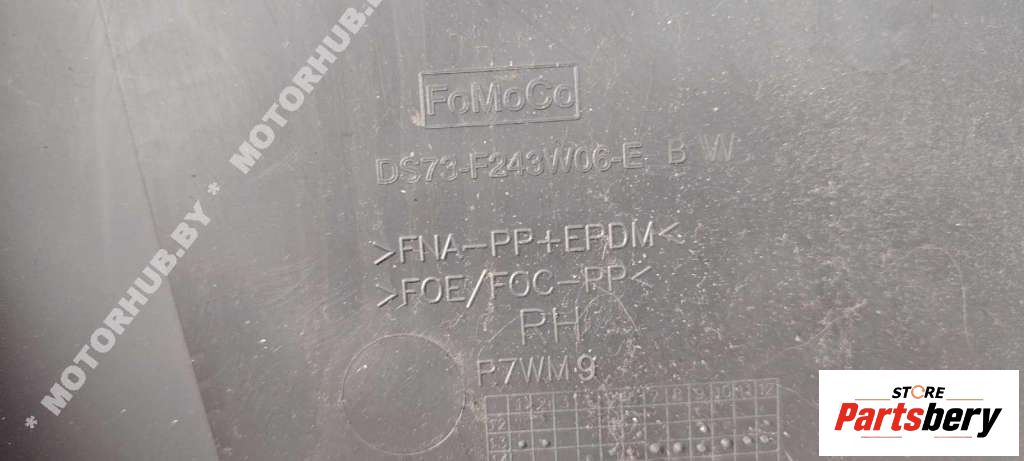 FoMoCo
DS73-F243W06-E B W
>FNA-PP+EPDM<
>FOE/FOC-PP<
RH
P7WM9
* MOTORHUB.BY * MOTORHUB.BY
STORE
Partsbery